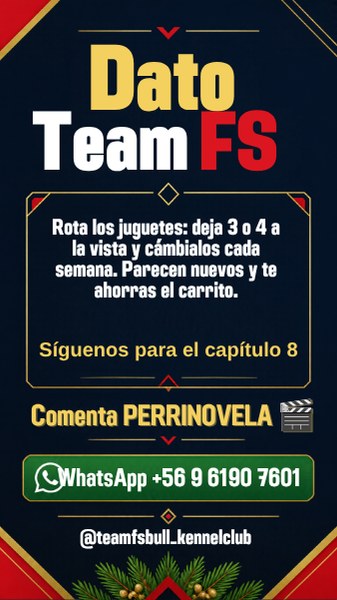 Dato
Team FS
Rota los juguetes: deja 3 o 4 a
la vista y cámbialos cada
semana. Parecen nuevos y te
ahorras el carrito.
Síguenos para el capítulo 8
Comenta PERRINOVELA
WhatsApp +56 9 6190 7601
@teamfsbull_kennelclub